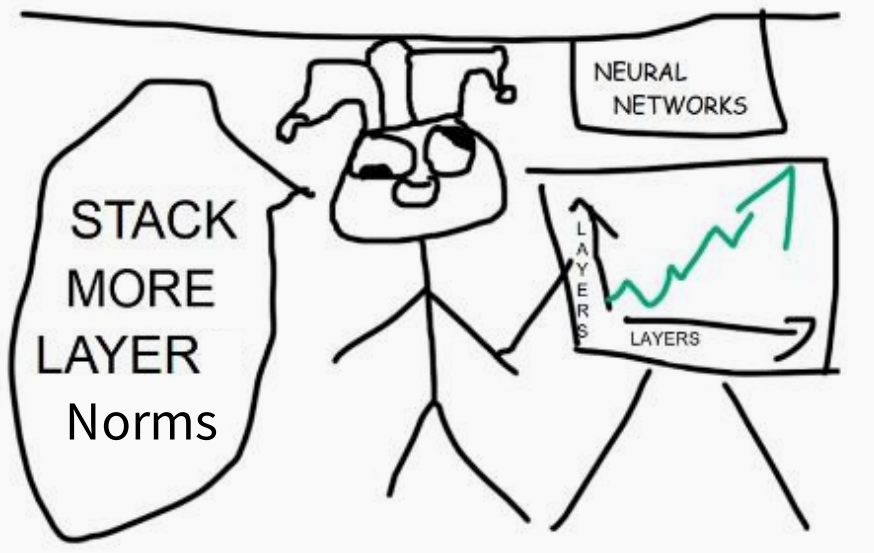 NEURAL
NETWORKS
STACK
MORE
LAYER
Norms
LAYERS
LAYERS